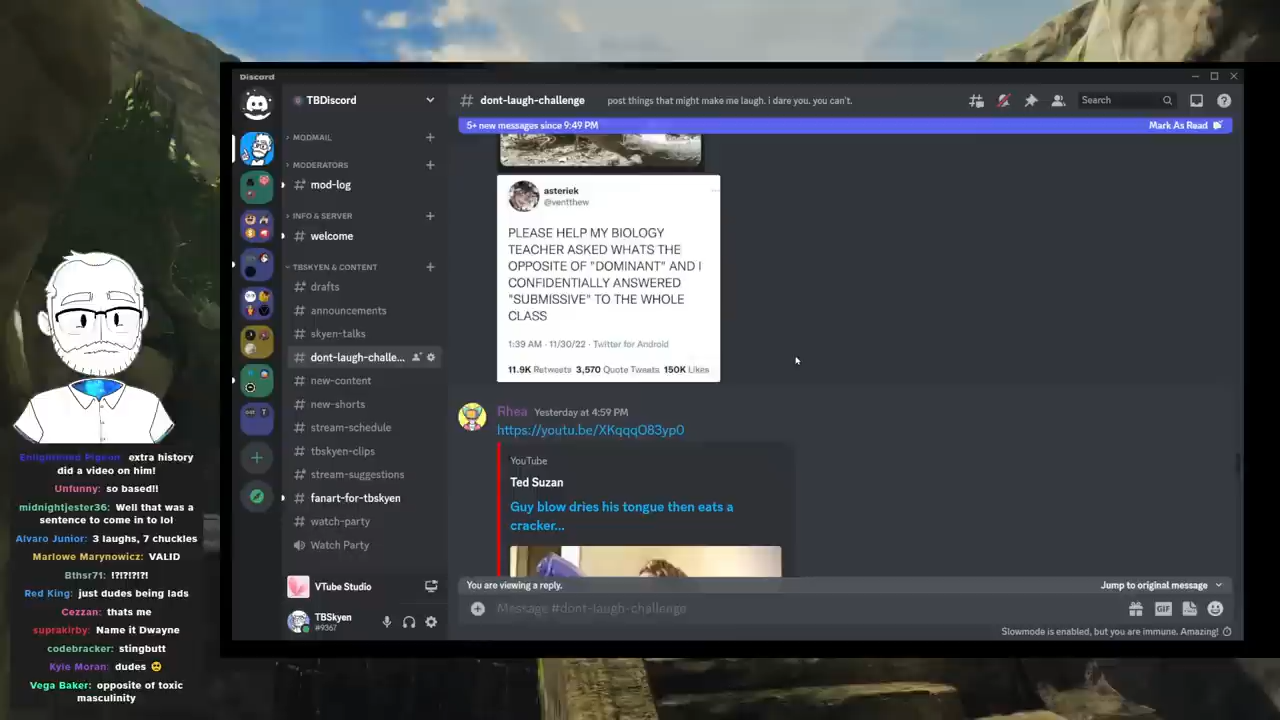 Discord
TBDiscord
# dont-laugh-challenge post things that might make me laugh. i dare you. you can't.
Search
5+ new messages since 9:49 PM
Mark As Read
MODMAIL
MODERATORS
mod-log
INFO & SERVER
welcome
TBSKYEN & CONTENT
drafts
announcements
skyen-talks
dont-laugh-challe...
new-content
new-shorts
stream-schedule
tbskyen-clips
stream-suggestions
fanart-for-tbskyen
watch-party
Watch Party
VTube Studio
TBSkyen
#9367
asteriek
@ventthew
PLEASE HELP MY BIOLOGY
TEACHER ASKED WHATS THE
OPPOSITE OF "DOMINANT" AND I
CONFIDENTIALLY ANSWERED
"SUBMISSIVE" TO THE WHOLE
CLASS
1:39 AM · 11/30/22 · Twitter for Android
11.9K Retweets 3,570 Quote Tweets 150K Likes
Rhea Yesterday at 4:59 PM
https://youtu.be/XKqqqO83yp0
YouTube
Ted Suzan
Guy blow dries his tongue then eats a
cracker...
You are viewing a reply.
Jump to original message
Message #dont-laugh-challenge
GIF
Slowmode is enabled, but you are immune. Amazing!
Enlightened Pigeon: extra history
did a video on him!
Unfunny: so based!!
midnightjester36: Well that was a
sentence to come in to lol
Alvaro Junior: 3 laughs, 7 chuckles
Marlowe Marynowicz: VALID
Bthsr71: !?!?!?!?!
Red King: just dudes being lads
Cezzan: thats me
suprakirby: Name it Dwayne
codebracker: stingbutt
Kyle Moran: dudes
Vega Baker: opposite of toxic
masculinity